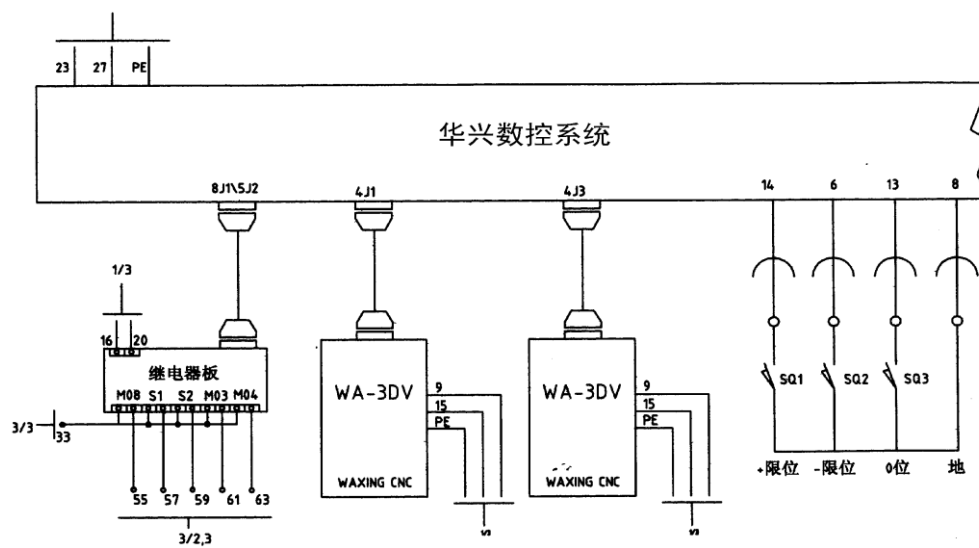 23 27 PE
华兴数控系统
8J1\5J2 4J1 4J3 14 6 13 8
1/3
16 20
继电器板
M08 S1 S2 M03 M04
3/3 33
WA-3DV
9
15
PE
WAXING CNC
WA-3DV
9
15
PE
WAXING CNC
SQ1 SQ2 SQ3
+限位 -限位 0位 地
55 57 59 61 63
3/2,3